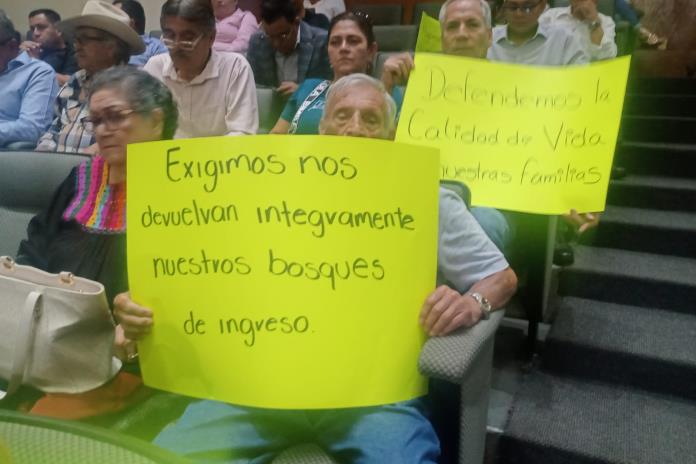 Exigimos nos
devuelvan integramente
nuestros bosques
de ingreso.
Defendemos la
Calidad de Vida
nuestras familias